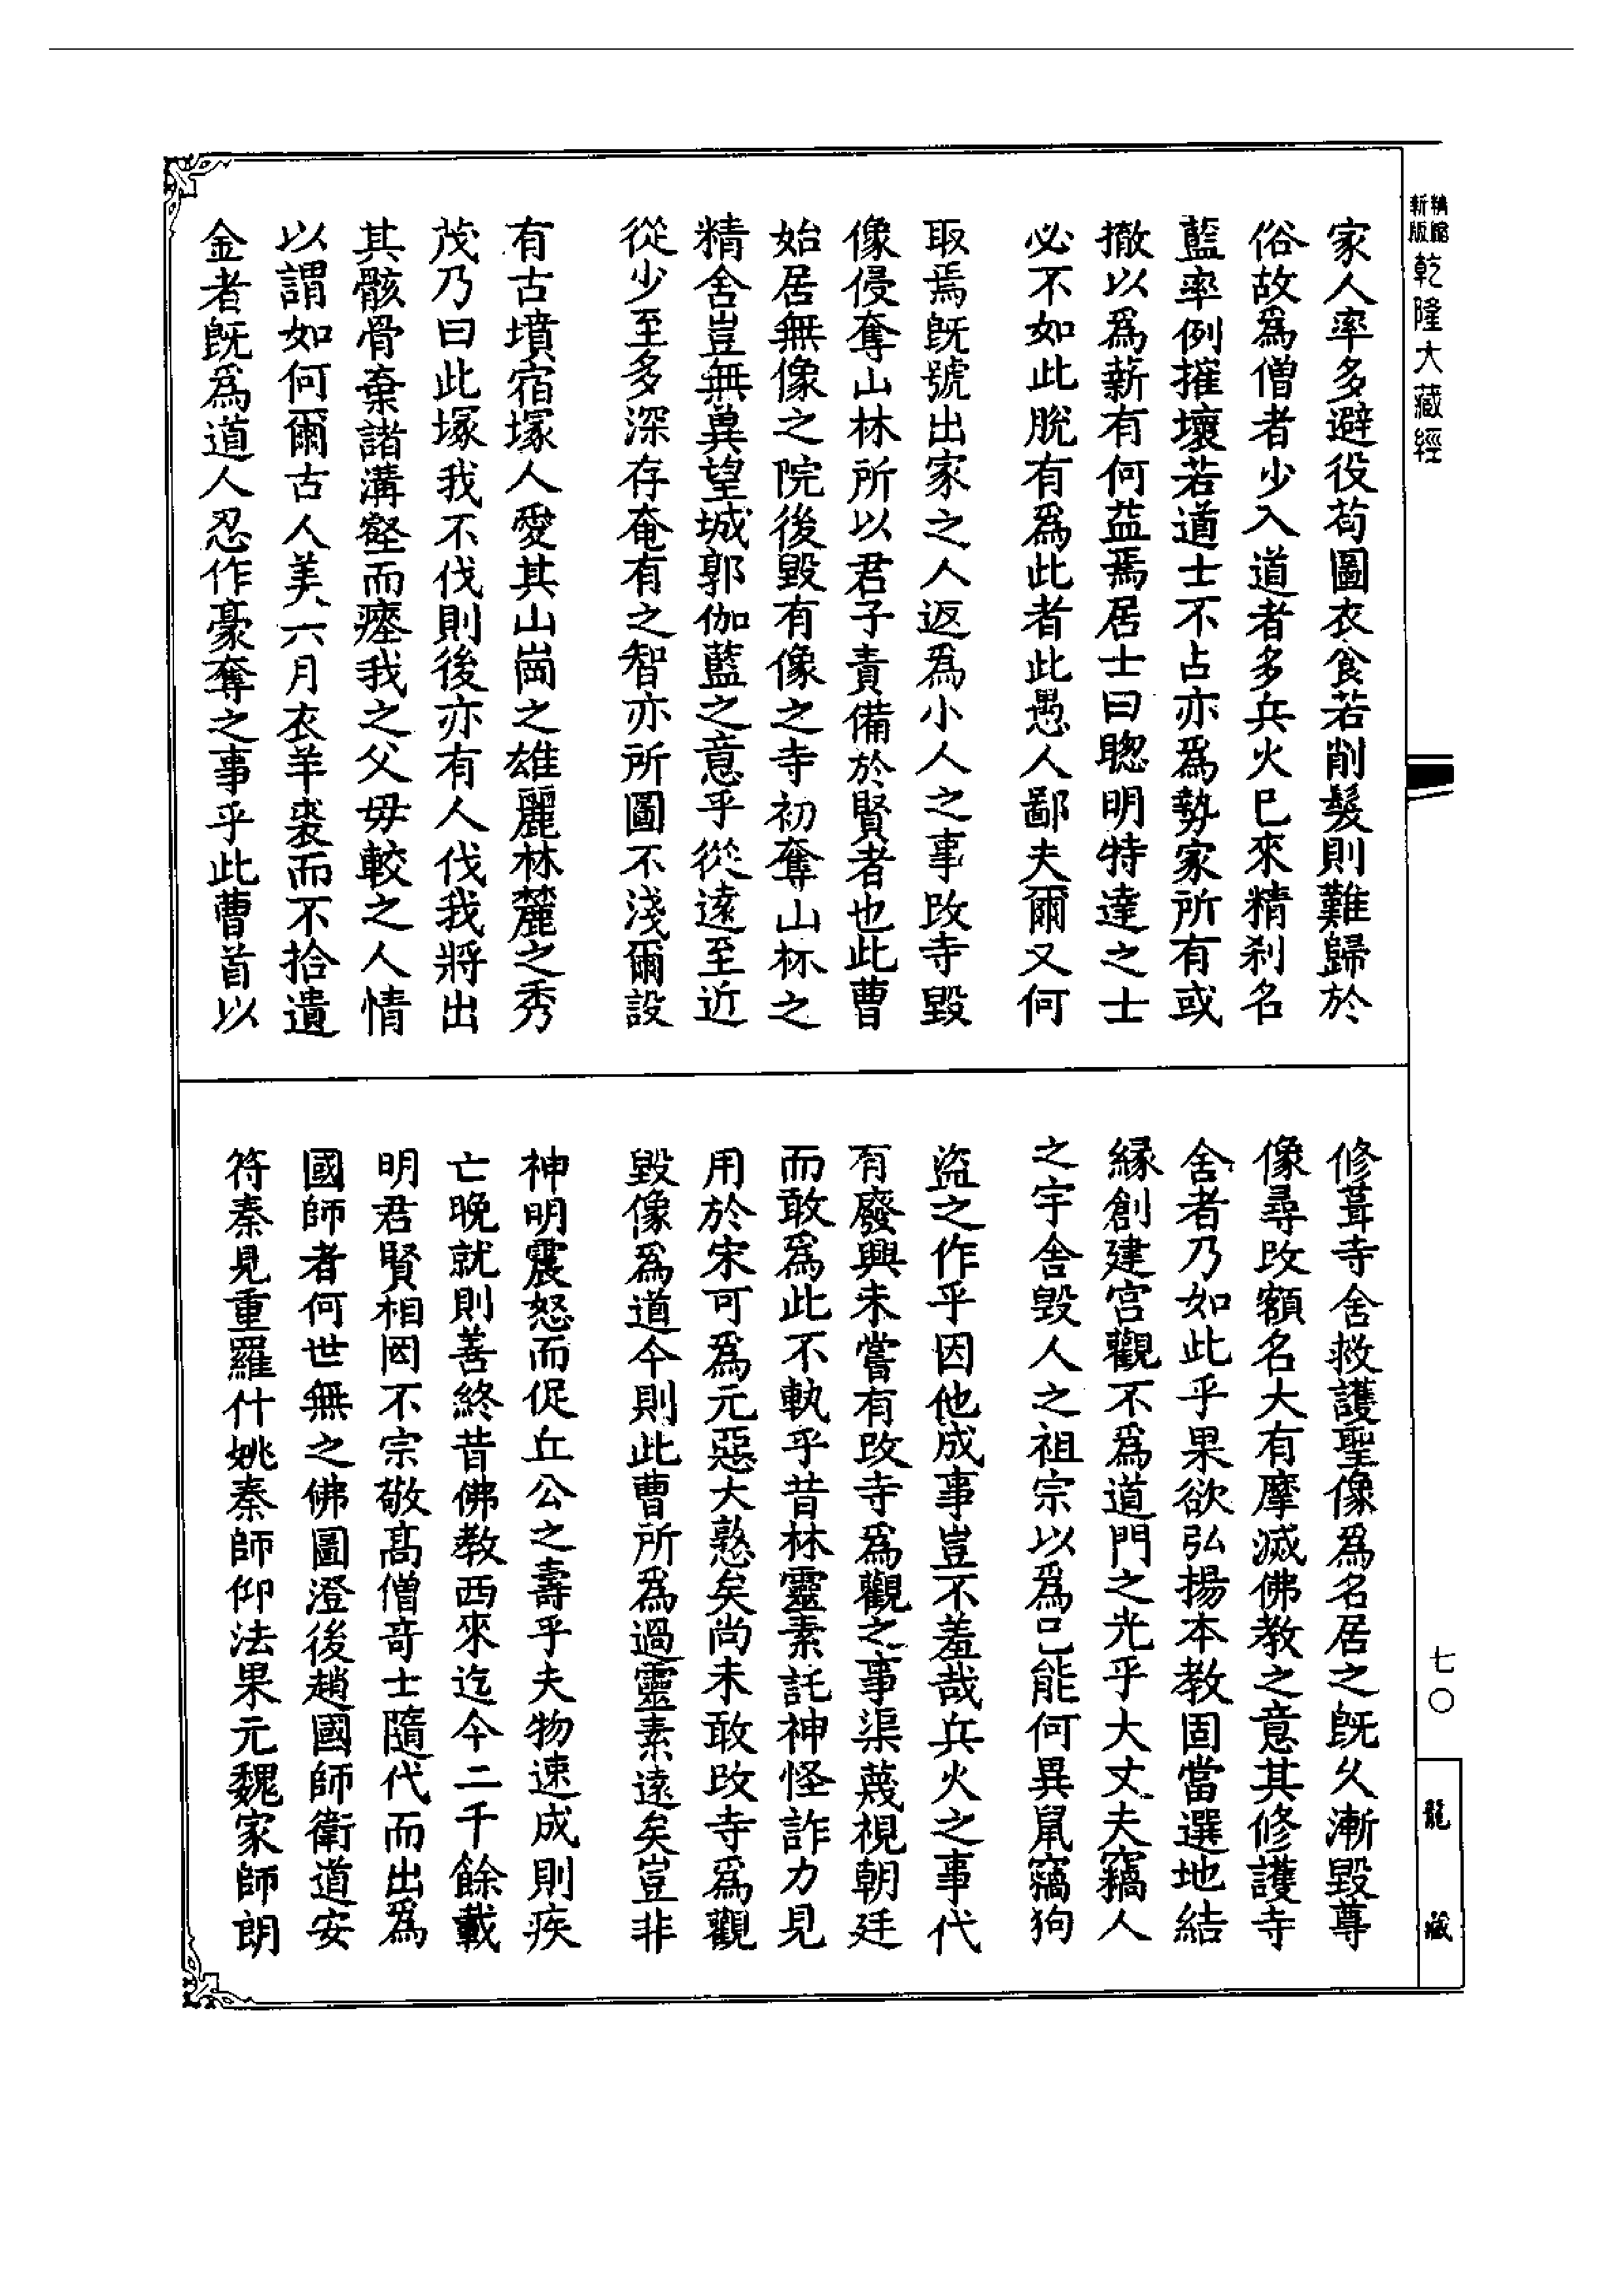 精縮新版
乾隆大藏經
家人率多避役苟圖衣食若削髮則難歸於
俗故爲僧者少入道者多兵火已來精刹名
藍率例摧壞若道士不占亦爲勢家所有或
撤以爲薪有何益焉居士曰聰明特達之士
必不如此脫有爲此者此愚人鄙夫爾又何
取焉旣號出家之人返爲小人之事改寺毀
像侵奪山林所以君子責備於賢者也此曹
始居無像之院後毀有像之寺初奪山林之
精舍豈無冀望城郭伽藍之意乎從遠至近
從少至多深存奄有之智亦所圖不淺爾設
有古墳宿塚人愛其山崗之雄麗林麓之秀
茂乃曰此塚我不伐則後亦有人伐我將出
其骸骨棄諸溝壑而瘞我之父毋較之人情
以謂如何爾古人美六月衣羊裘而不拾遺
金者旣爲道人忍作豪奪之事乎此曹首以
修葺寺舍救護聖像爲名居之旣久漸毀尊
像尋改額名大有摩滅佛教之意其修護寺
舍者乃如此乎果欲弘揚本教固當選地結
緣創建宮觀不爲道門之光乎大丈夫竊人
之宇舍毀人之祖宗以爲己能何異鼠竊狗
盜之作乎因他成事豈不羞哉兵火之事代
有廢興未嘗有改寺爲觀之事渠蔑視朝廷
而敢爲此不軌乎昔林靈素託神怪詐力見
用於宋可爲元惡大憝矣尚未敢改寺爲觀
毀像爲道今則此曹所爲過靈素遠矣豈非
神明震怒而促丘公之壽乎夫物速成則疾
亡晚就則善終昔佛教西來迄今二千餘載
明君賢相罔不宗敬高僧奇士隨代而出爲
國師者何世無之佛圖澄後趙國師衛道安
符秦見重羅什姚秦師仰法果元魏家師朗
七〇
龍藏